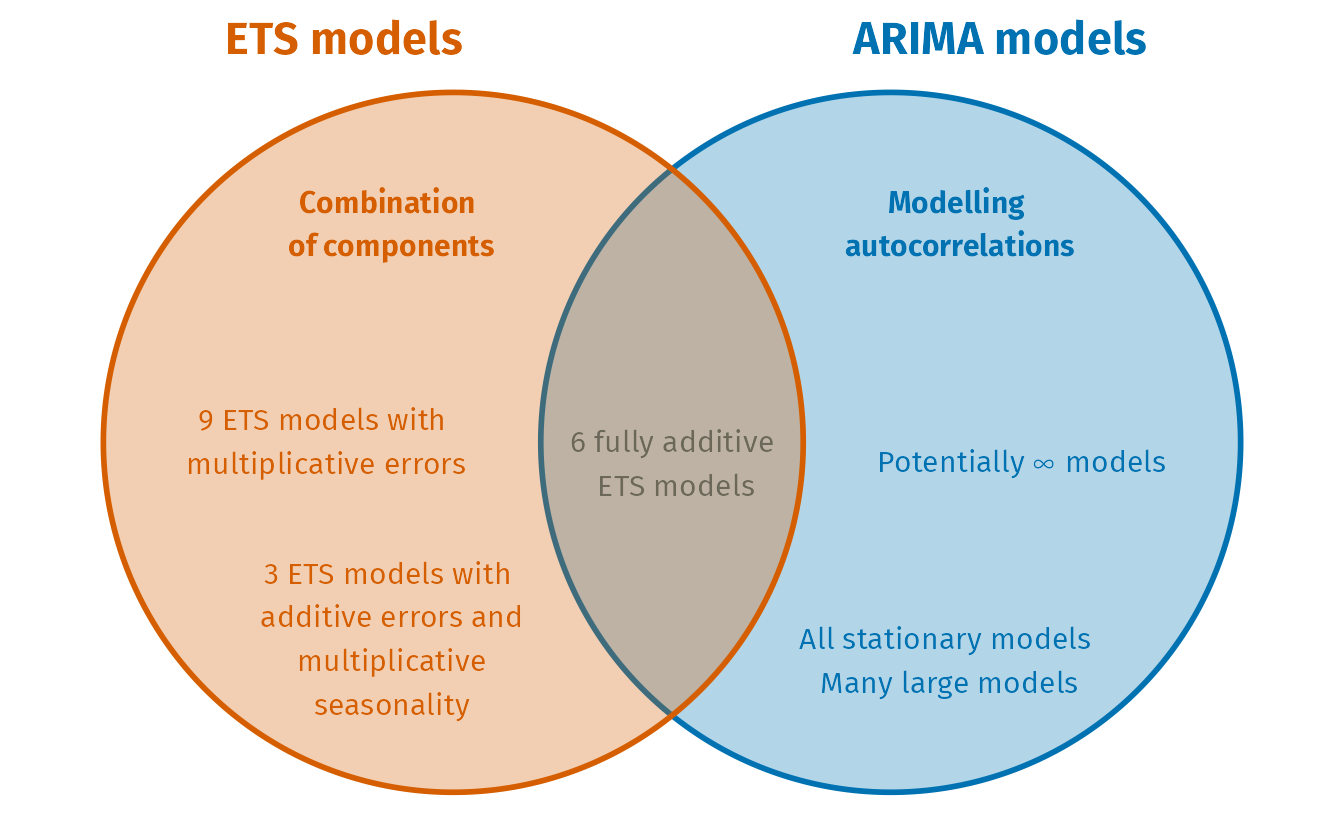 ETS models
ARIMA models
Combination
of components
Modelling
autocorrelations
9 ETS models with
multiplicative errors
6 fully additive
ETS models
Potentially ∞ models
3 ETS models with
additive errors and
multiplicative
seasonality
All stationary models
Many large models